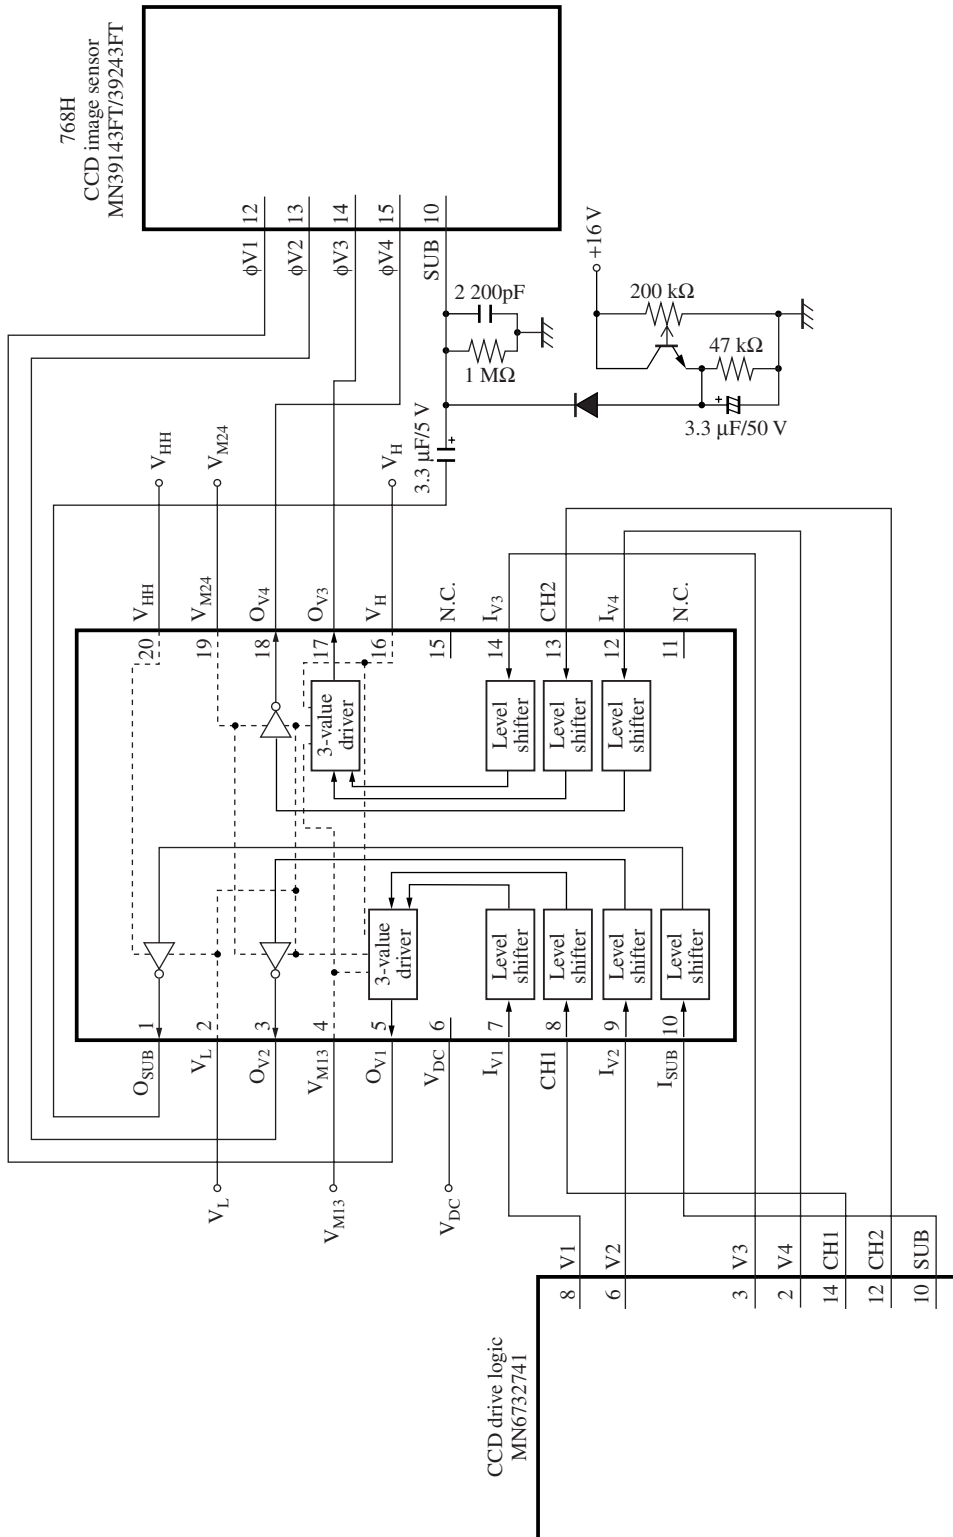 768H
CCD image sensor
MN39143FT/39243FT
12
13
14
15
10
ϕV1
ϕV2
ϕV3
ϕV4
SUB
2 200pF
1 MΩ
+16 V
200 kΩ
47 kΩ
3.3 μF/50 V
+
3.3 μF/5 V
+
VHH
VM24
VH
VHH
VM24
OV4
OV3
VH
N.C.
IV3
CH2
IV4
N.C.
20
19
18
17
16
15
14
13
12
11
3-value
driver
Level
shifter
Level
shifter
Level
shifter
3-value
driver
Level
shifter
Level
shifter
Level
shifter
Level
shifter
1
2
3
4
5
6
7
8
9
10
OSUB
VL
OV2
VM13
OV1
VDC
IV1
CH1
IV2
ISUB
VL
VM13
VDC
V1
V2
V3
V4
CH1
CH2
SUB
8
6
3
2
14
12
10
CCD drive logic
MN6732741